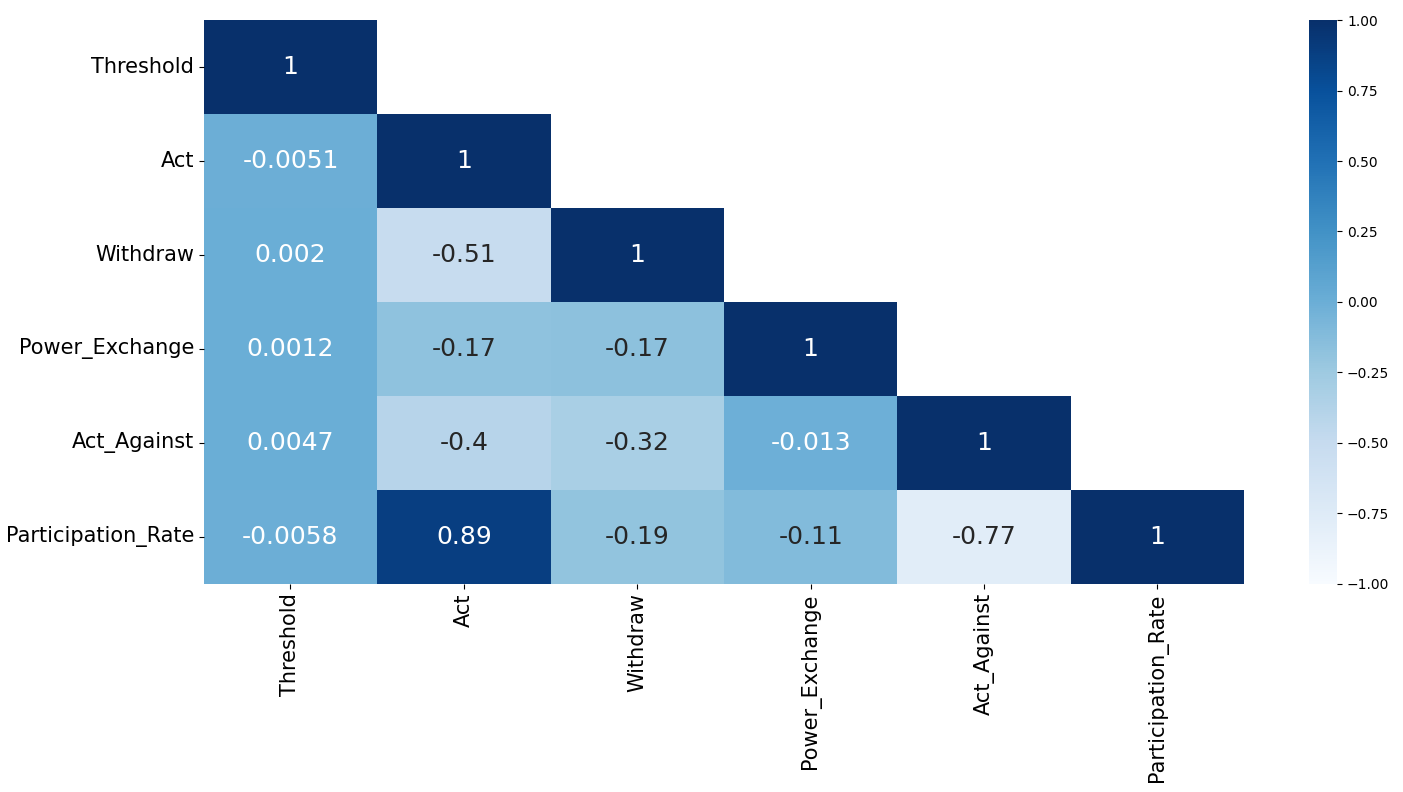 Threshold 1
Act -0.0051 1
Withdraw 0.002 -0.51 1
Power_Exchange 0.0012 -0.17 -0.17 1
Act_Against 0.0047 -0.4 -0.32 -0.013 1
Participation_Rate -0.0058 0.89 -0.19 -0.11 -0.77 1
Threshold
Act
Withdraw
Power_Exchange
Act_Against
Participation_Rate
1.00
0.75
0.50
0.25
0.00
−0.25
−0.50
−0.75
−1.00